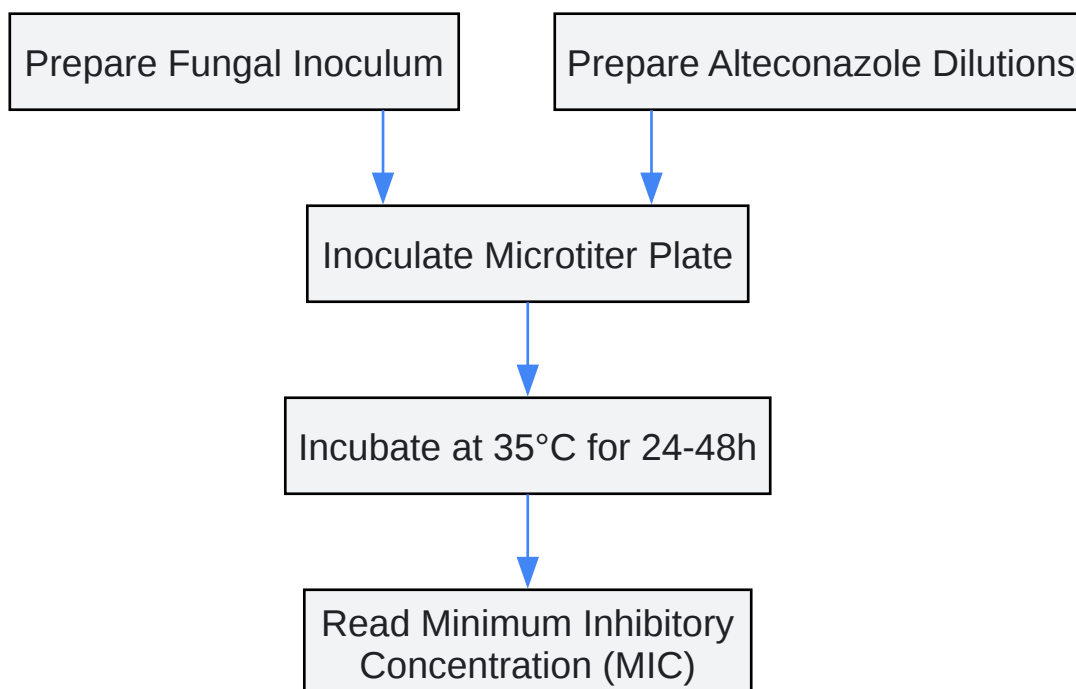 Prepare Fungal Inoculum
Prepare Alteconazole Dilutions
Inoculate Microtiter Plate
Incubate at 35°C for 24-48h
Read Minimum Inhibitory
Concentration (MIC)